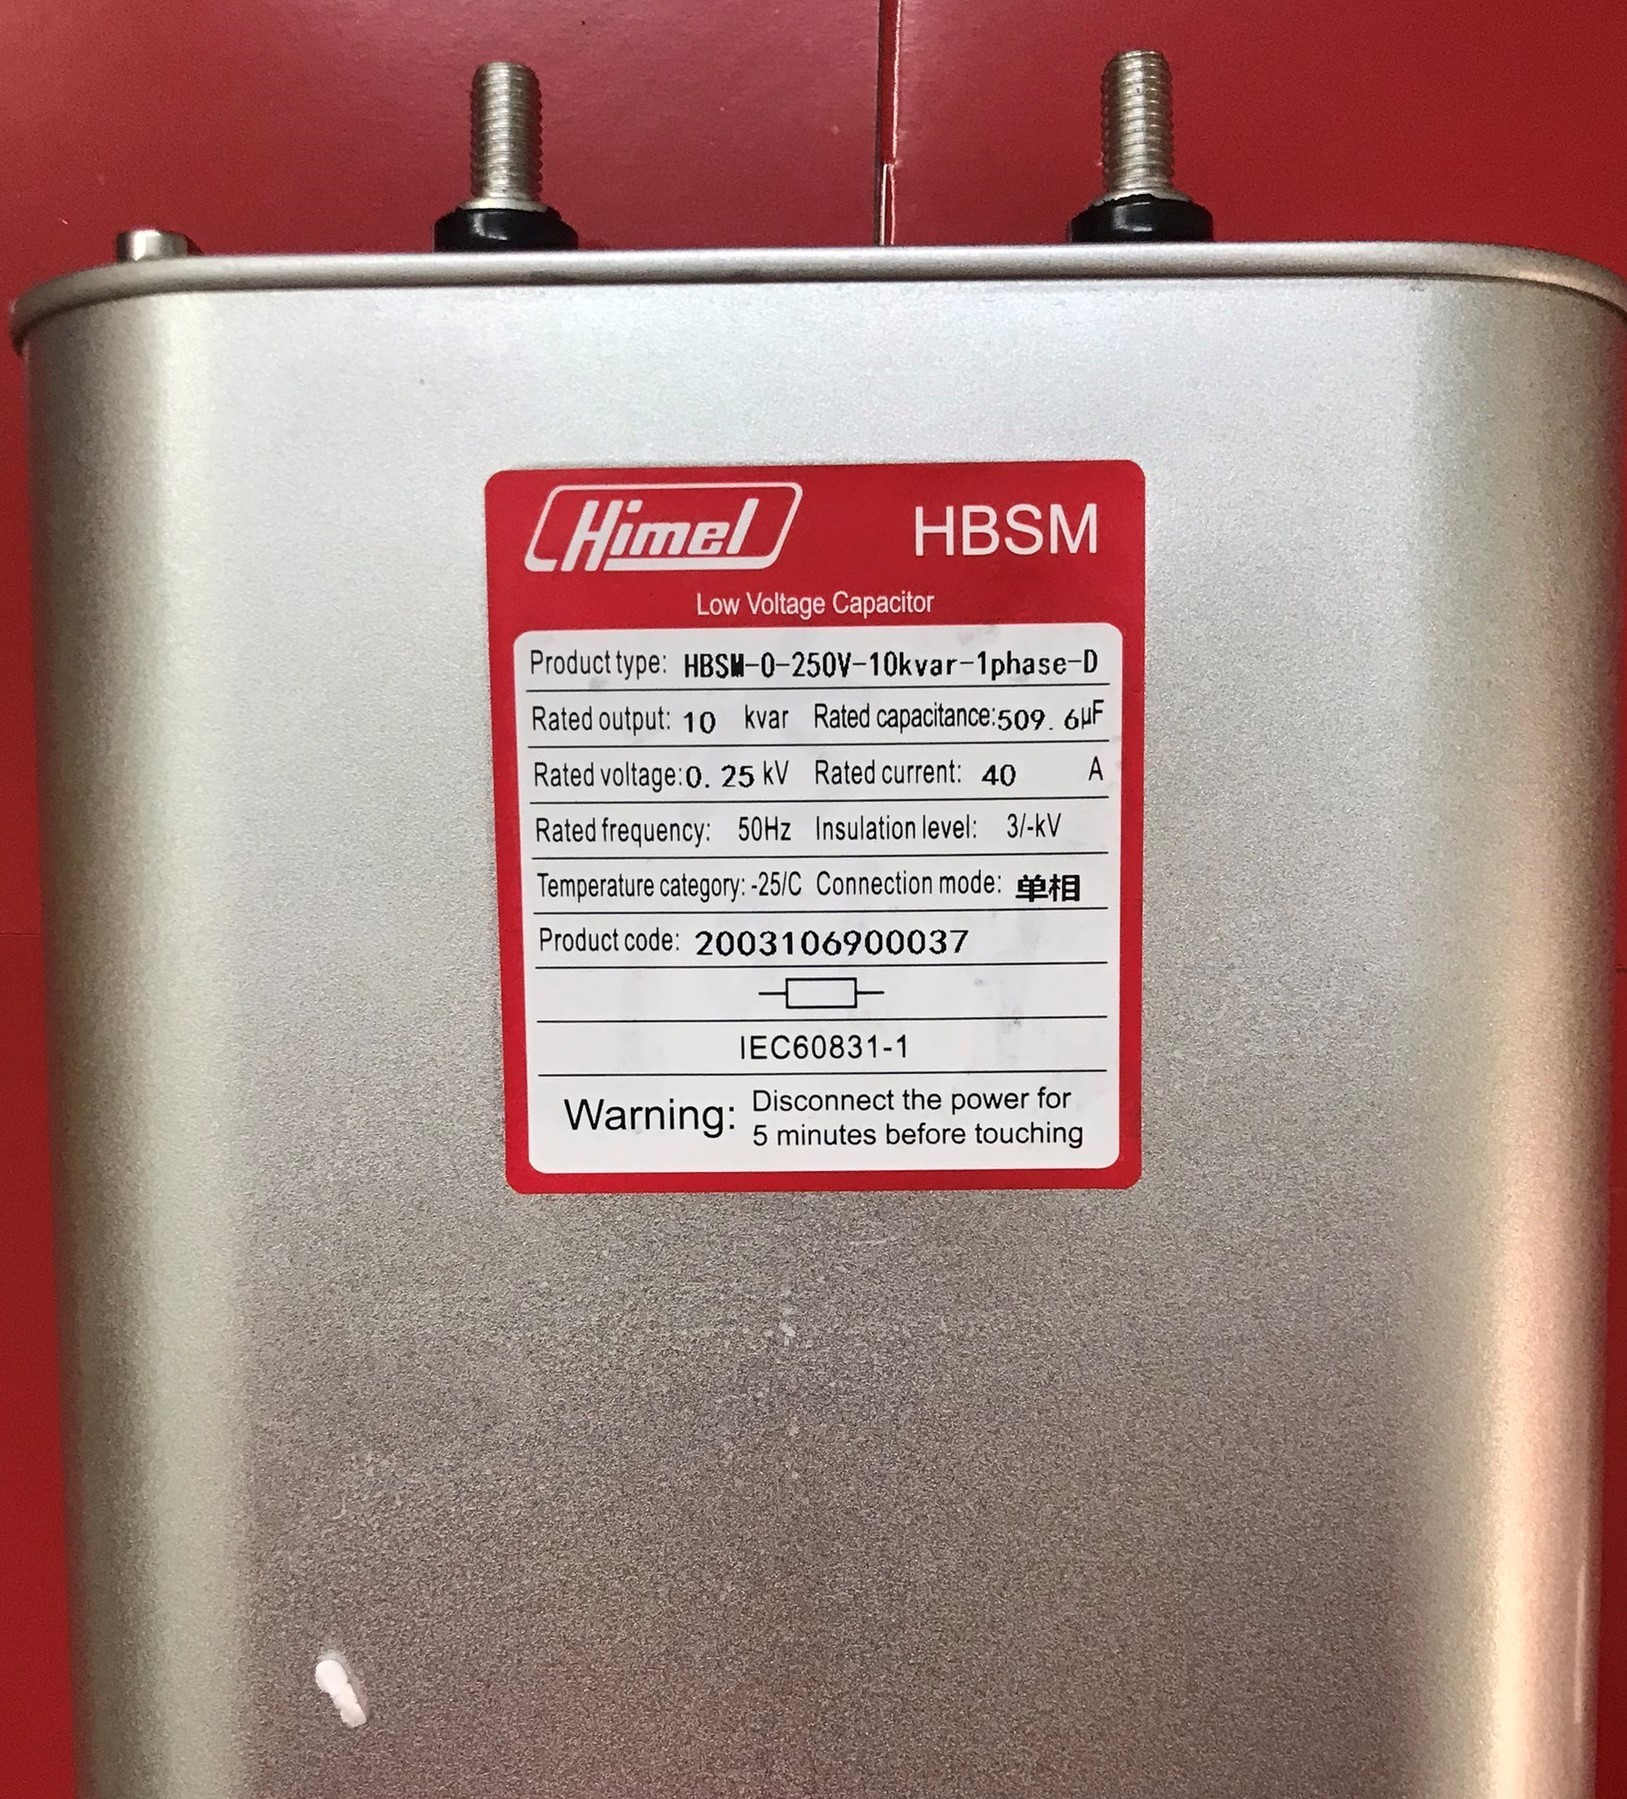 Himel HBSM
Low Voltage Capacitor
Product type: HBSM-0-250V-10kvar-1phase-D
Rated output: 10 kvar Rated capacitance: 509.6μF
Rated voltage: 0.25 kV Rated current: 40 A
Rated frequency: 50Hz Insulation level: 3/-kV
Temperature category: -25/C Connection mode: 单相
Product code: 2003106900037
IEC60831-1
Warning: Disconnect the power for
5 minutes before touching